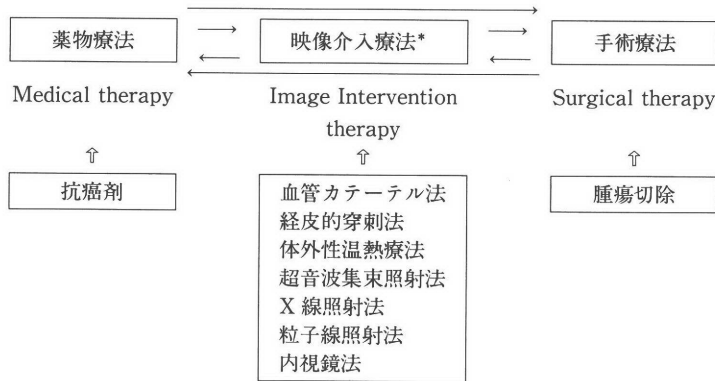 薬物療法
映像介入療法*
手術療法
Medical therapy
Image Intervention
therapy
Surgical therapy
抗癌剤
血管カテーテル法
経皮的穿刺法
体外性温熱療法
超音波集束照射法
X 線照射法
粒子線照射法
内視鏡法
腫瘍切除